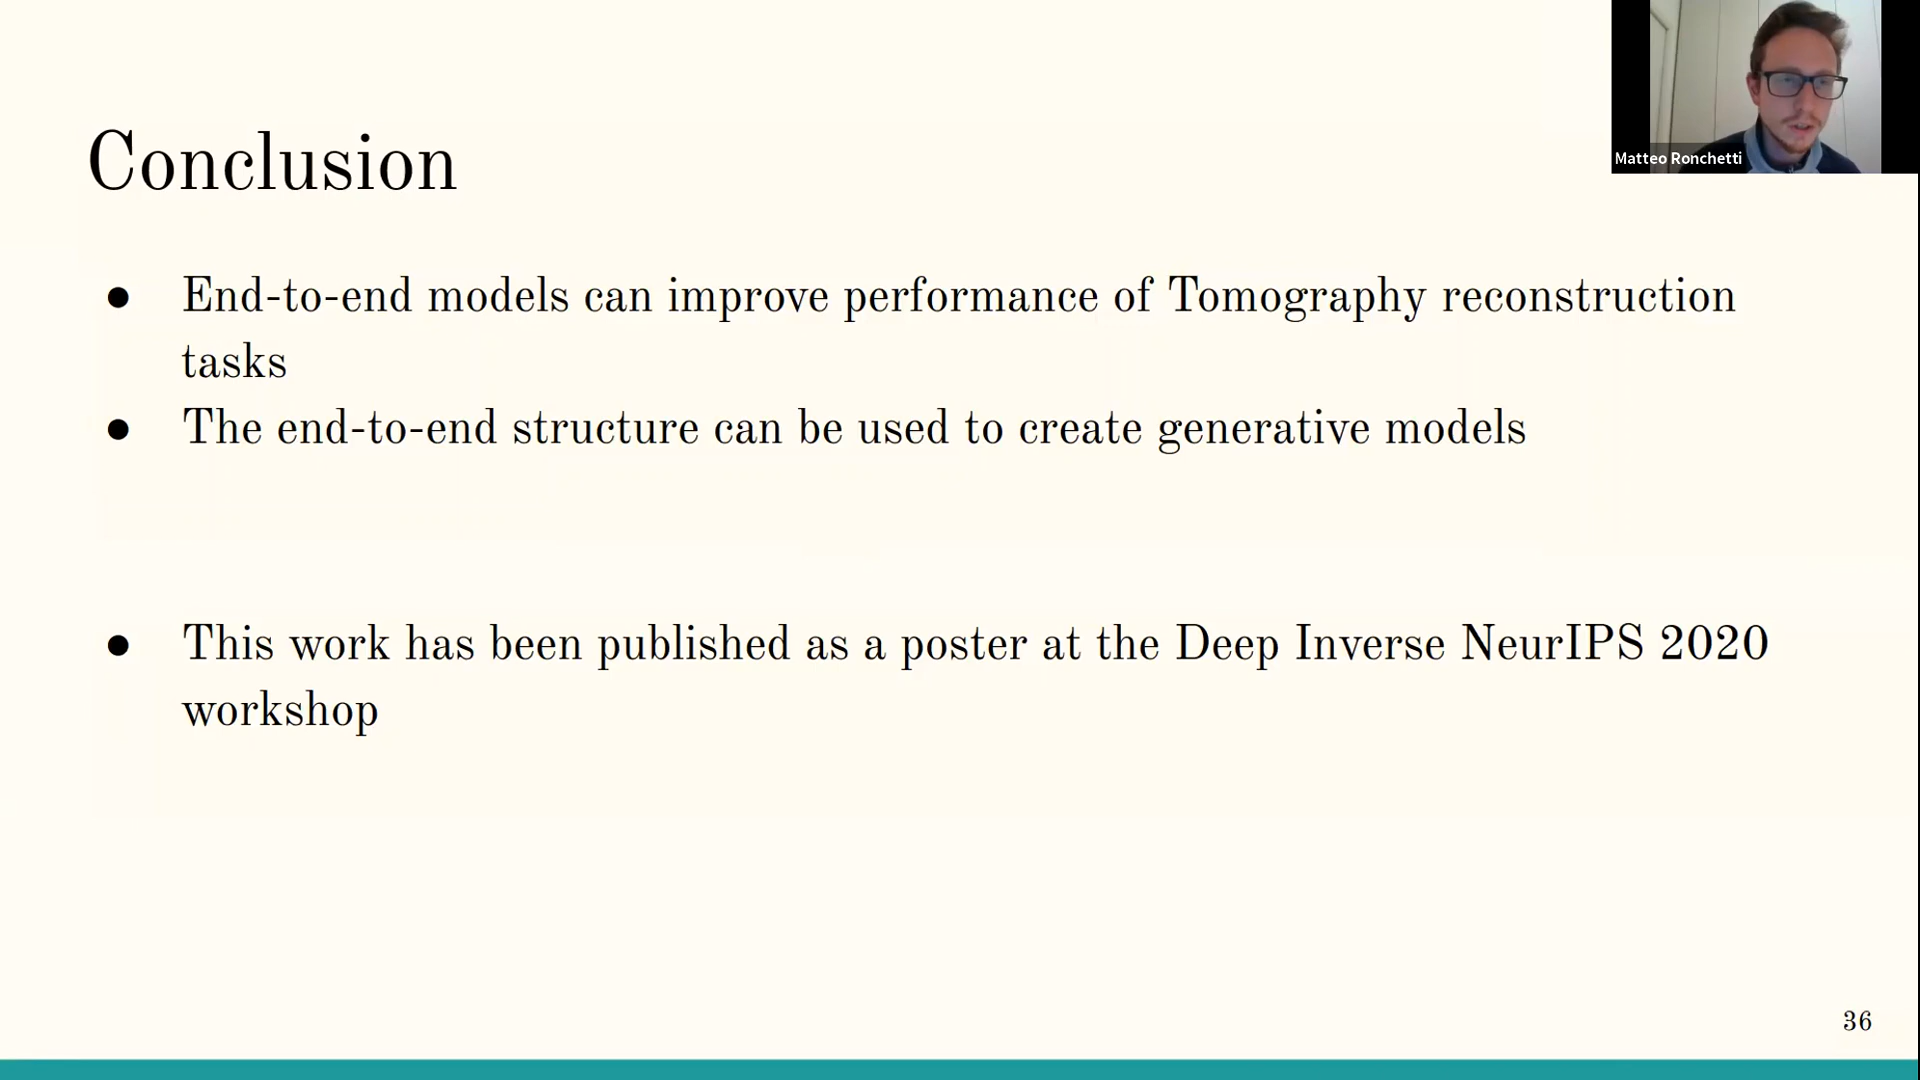 Matteo Ronchetti
Conclusion
● End-to-end models can improve performance of Tomography reconstruction
tasks
● The end-to-end structure can be used to create generative models
● This work has been published as a poster at the Deep Inverse NeurIPS 2020
workshop
36